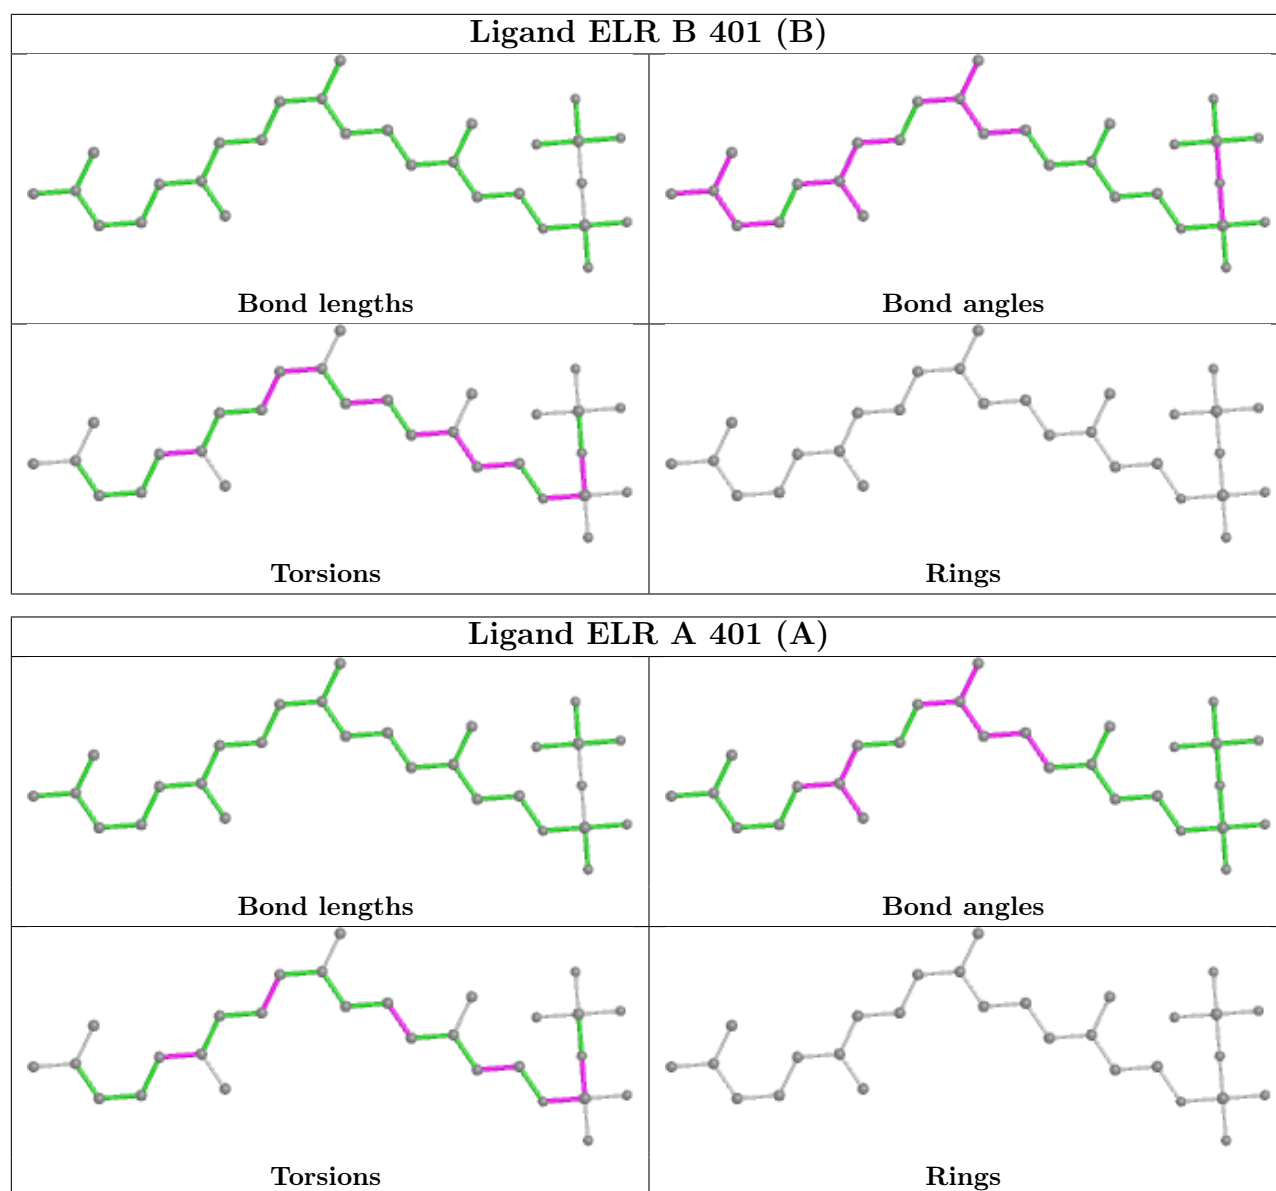 Ligand ELR B 401 (B)
Bond lengths
Bond angles
Torsions
Rings
Ligand ELR A 401 (A)
Bond lengths
Bond angles
Torsions
Rings